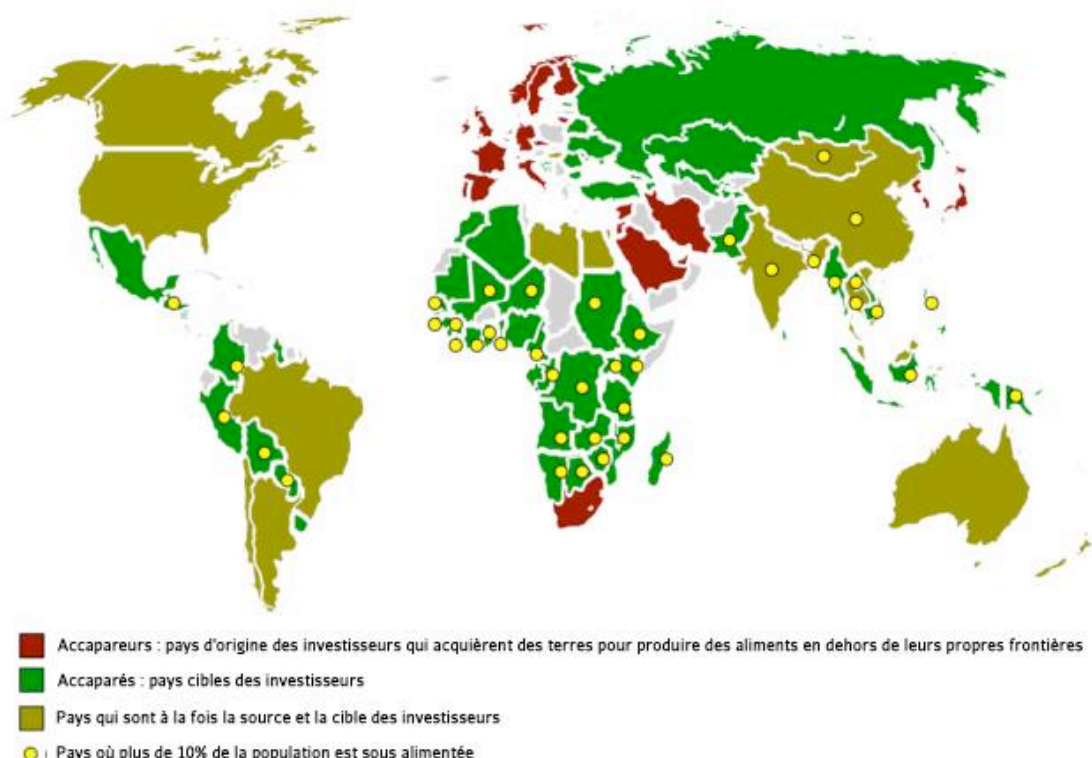 Accapareurs : pays d'origine des investisseurs qui acquièrent des terres pour produire des aliments en dehors de leurs propres frontières
Accaparés : pays cibles des investisseurs
Pays qui sont à la fois la source et la cible des investisseurs
Pays où plus de 10% de la population est sous alimentée